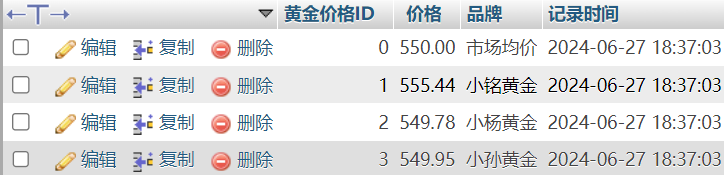 ←T→ 黄金价格ID 价格 品牌 记录时间
编辑 复制 删除 0 550.00 市场均价 2024-06-27 18:37:03
编辑 复制 删除 1 555.44 小铭黄金 2024-06-27 18:37:03
编辑 复制 删除 2 549.78 小杨黄金 2024-06-27 18:37:03
编辑 复制 删除 3 549.95 小孙黄金 2024-06-27 18:37:03